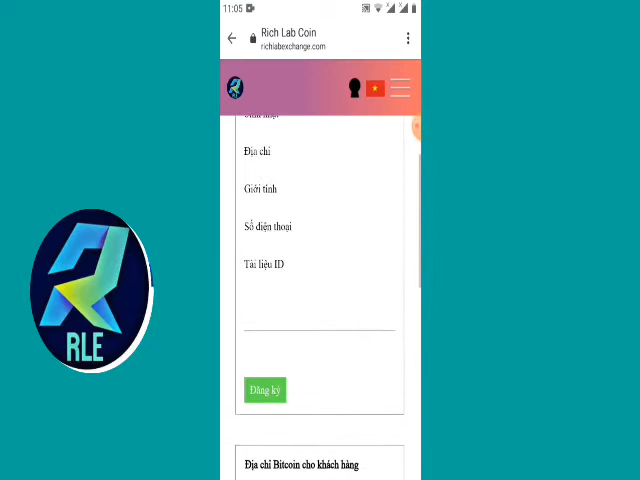 11:05
Rich Lab Coin
richlabexchange.com
Địa chỉ
Giới tính
Số điện thoại
Tài liệu ID
RLE
Đăng ký
Địa chỉ Bitcoin cho khách hàng